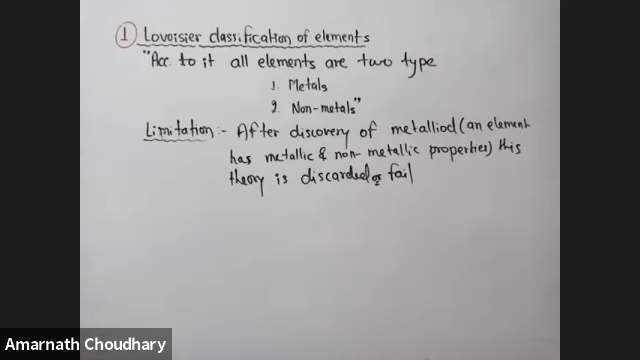 1 Lovoisier classification of elements
"Acc. to it all elements are two type
1. Metals
2. Non-metals"
Limitation:- After discovery of metalliod (an element
has metallic & non-metallic properties) this
theory is discarded or fail
Amarnath Choudhary